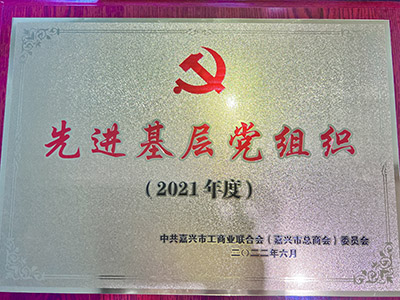 先进基层党组织
(2021年度)
中共嘉兴市工商业联合会(嘉兴市总商会)委员会
二〇二二年六月